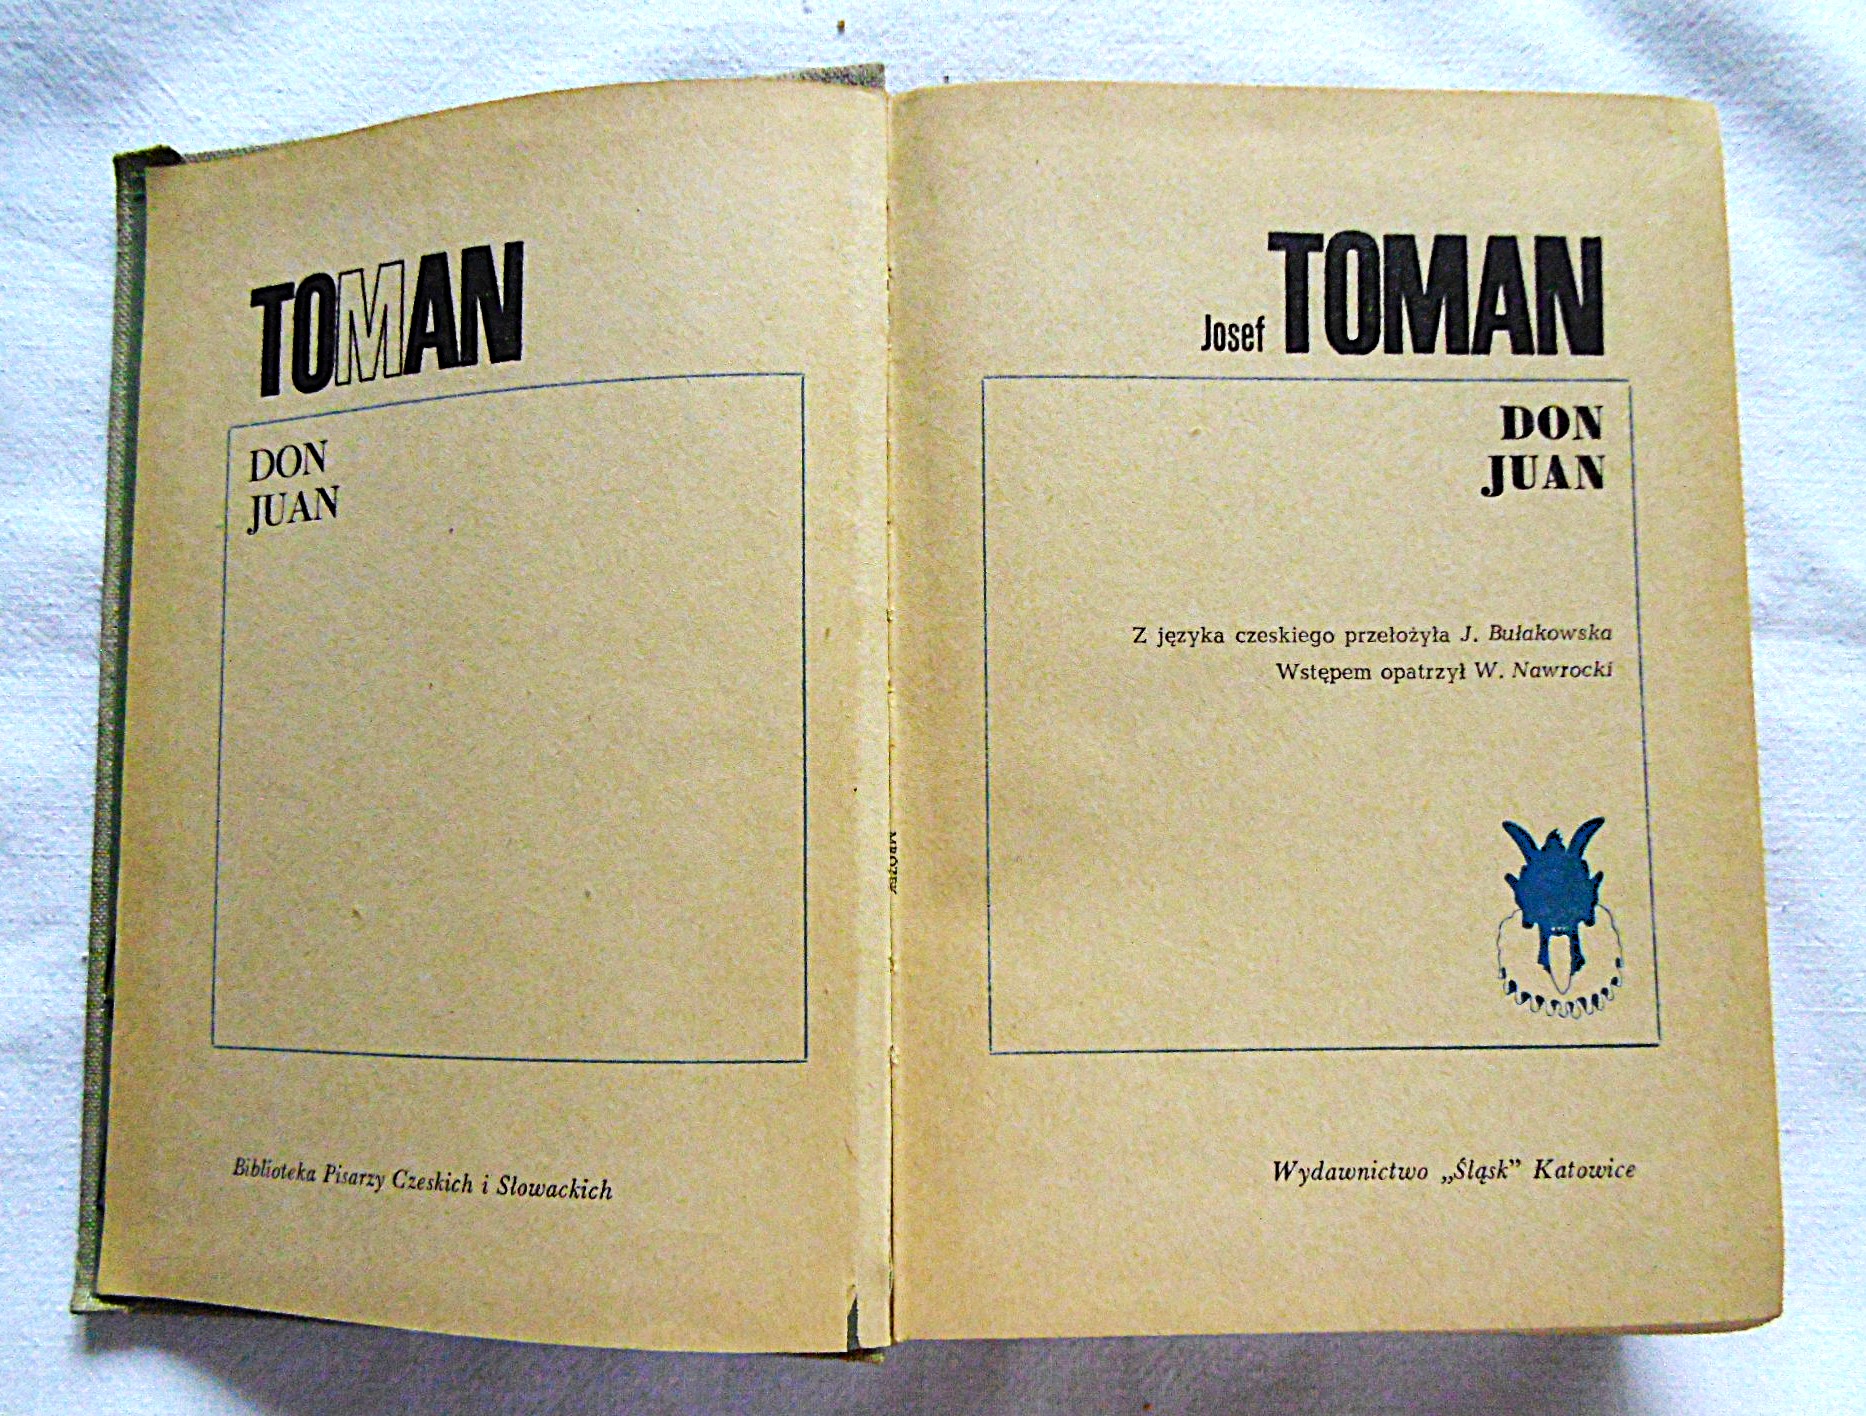 TOMAN
DON
JUAN
Biblioteka Pisarzy Czeskich i Słowackich
Josef TOMAN
DON
JUAN
Z języka czeskiego przełożyła J. Bułakowska
Wstępem opatrzył W. Nawrocki
Wydawnictwo „Śląsk” Katowice